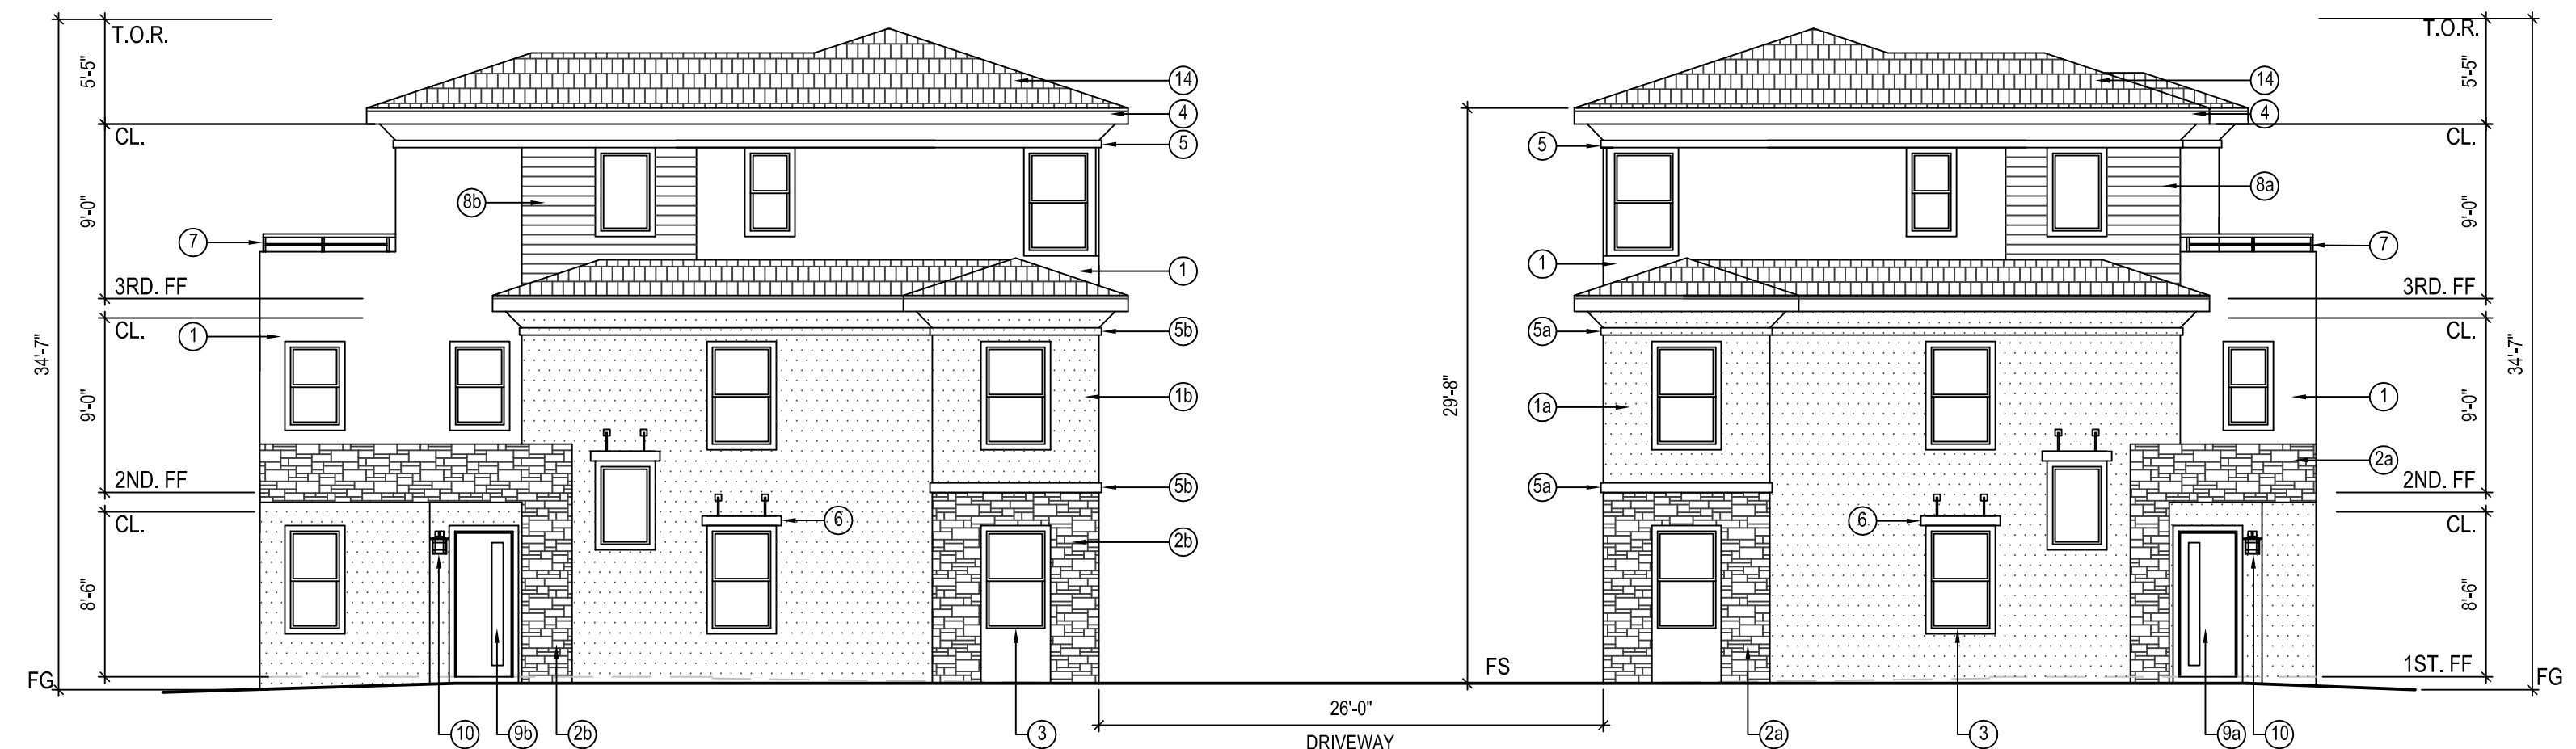 T.O.R.
T.O.R.
5'-5"
5'-5"
14
14
4
4
CL.
CL.
5
5
9'-0"
9'-0"
8b
8a
7
7
1
1
3RD. FF
3RD. FF
CL.
CL.
1
5b
5a
34'-7"
29'-8"
34'-7"
9'-0"
9'-0"
1b
1a
1
2a
2ND. FF
2ND. FF
5b
5a
CL.
CL.
6
6
2b
8'-6"
8'-6"
FG
FS
1ST. FF
FG
26'-0"
10
9b
2b
3
DRIVEWAY
2a
3
9a
10